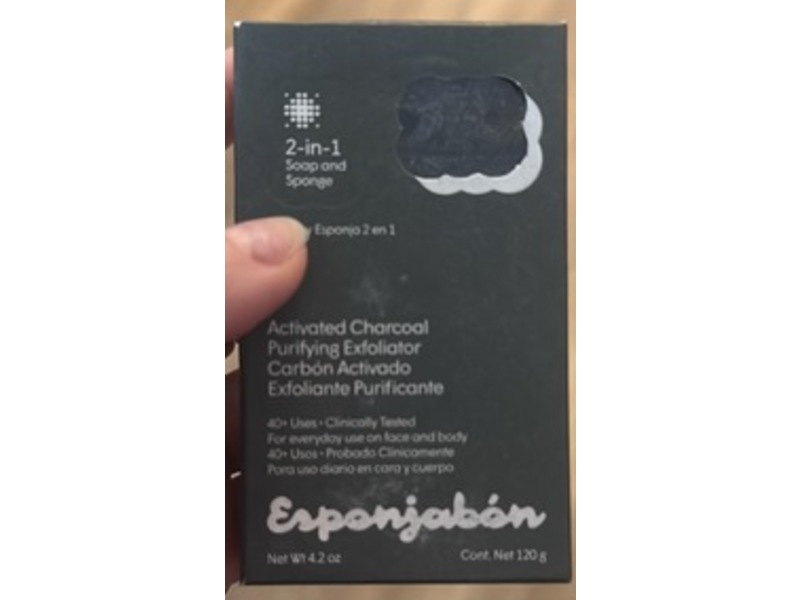 2-in-1
Soap and
Sponge
y Esponja 2 en 1
Activated Charcoal
Purifying Exfoliator
Carbón Activado
Exfoliante Purificante
40+ Uses • Clinically Tested
For everyday use on face and body
40+ Usos • Probado Clínicamente
Para uso diario en cara y cuerpo
Esponjabón
Net Wt 4.2 oz
Cont. Net 120 g